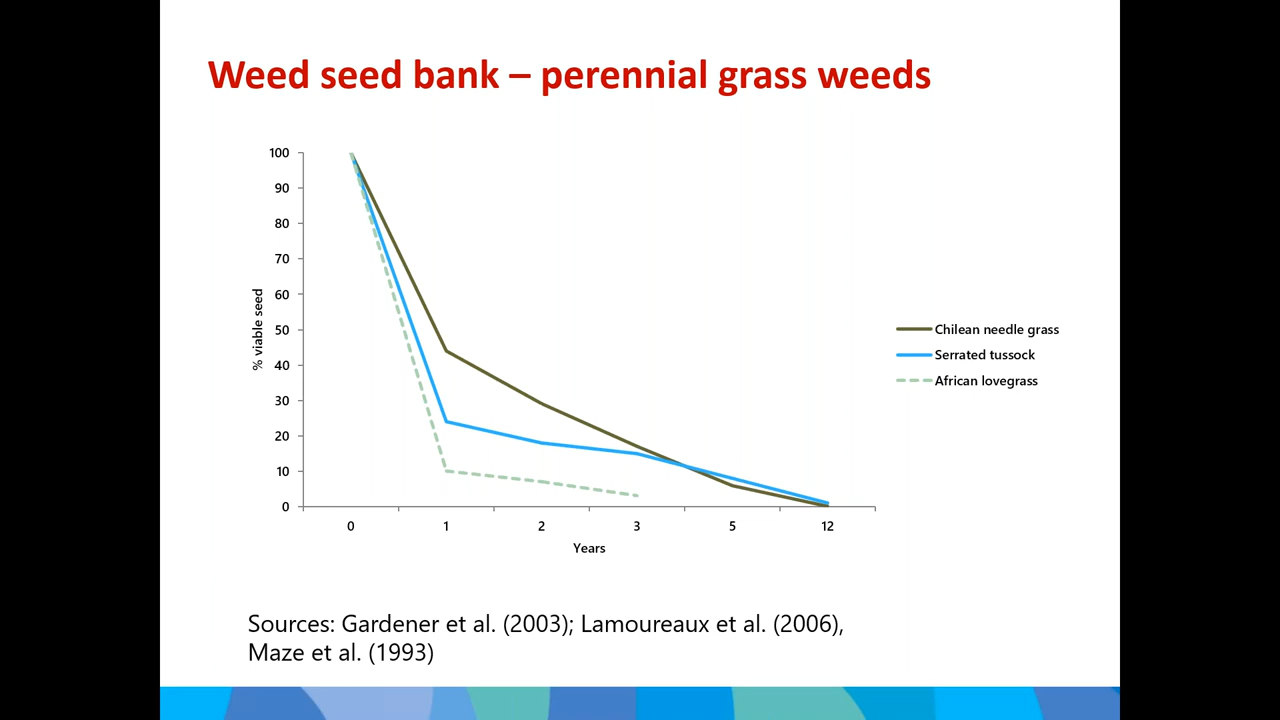 Weed seed bank – perennial grass weeds
100
90
80
70
60
50
40
30
20
10
0
% viable seed
0 1 2 3 5 12
Years
Chilean needle grass
Serrated tussock
African lovegrass
Sources: Gardener et al. (2003); Lamoureaux et al. (2006),
Maze et al. (1993)